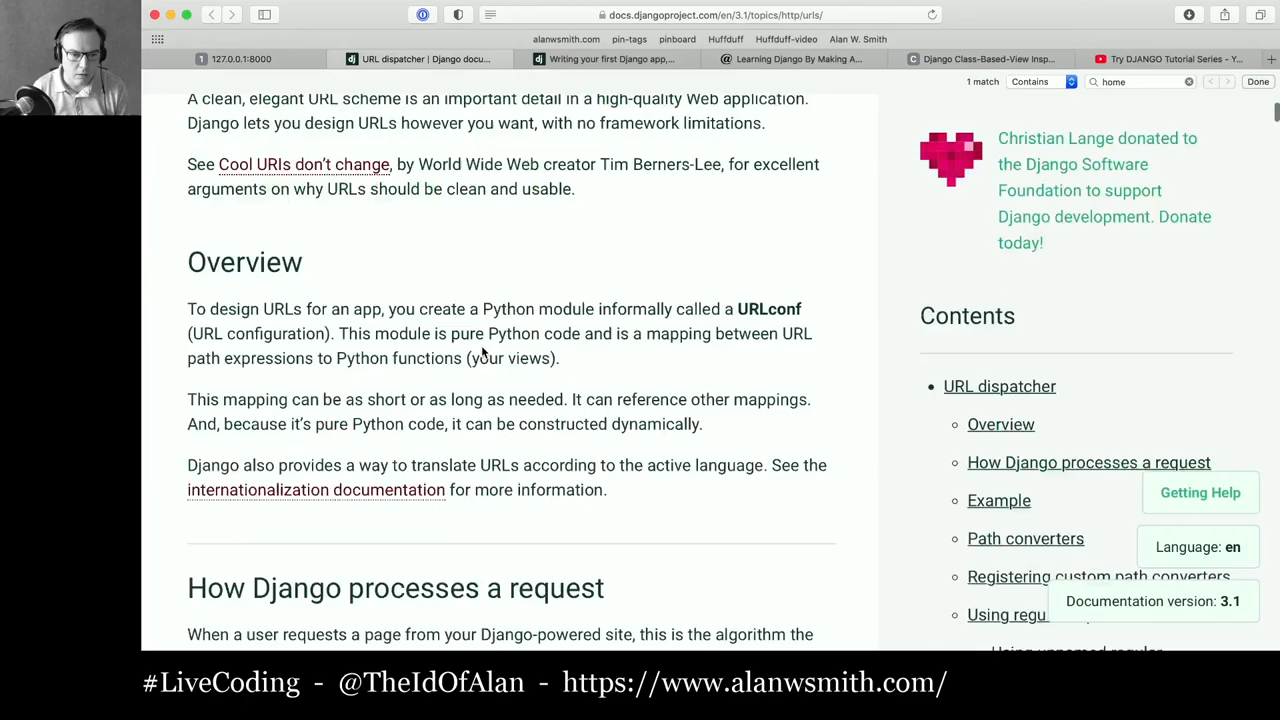 docs.djangoproject.com/en/3.1/topics/http/urls/
alanwsmith.com pin-tags pinboard Huffduff Huffduff-video Alan W. Smith
1 127.0.0.1:8000
dj URL dispatcher | Django docu...
dj Writing your first Django app,...
@ Learning Django By Making A...
C Django Class-Based-View Insp...
Try DJANGO Tutorial Series - Y...
1 match Contains home Done
A clean, elegant URL scheme is an important detail in a high-quality Web application.
Django lets you design URLs however you want, with no framework limitations.
See Cool URIs don't change, by World Wide Web creator Tim Berners-Lee, for excellent
arguments on why URLs should be clean and usable.
Overview
To design URLs for an app, you create a Python module informally called a URLconf
(URL configuration). This module is pure Python code and is a mapping between URL
path expressions to Python functions (your views).
This mapping can be as short or as long as needed. It can reference other mappings.
And, because it's pure Python code, it can be constructed dynamically.
Django also provides a way to translate URLs according to the active language. See the
internationalization documentation for more information.
How Django processes a request
When a user requests a page from your Django-powered site, this is the algorithm the
Christian Lange donated to
the Django Software
Foundation to support
Django development. Donate
today!
Contents
URL dispatcher
Overview
How Django processes a request
Example
Path converters
Registering custom path converters
Using regu
Using unnamed regular
Getting Help
Language: en
Documentation version: 3.1
#LiveCoding - @TheIdOfAlan - https://www.alanwsmith.com/